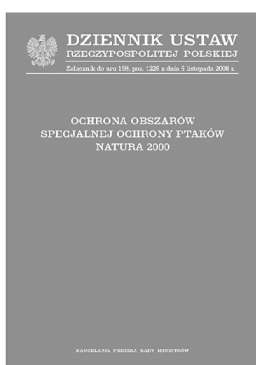 DZIENNIK USTAW
RZECZYPOSPOLITEJ POLSKIEJ
Załącznik do nru 198, poz. 1226 z dnia 6 listopada 2008 r.
OCHRONA OBSZARÓW
SPECJALNEJ OCHRONY PTAKÓW
NATURA 2000
KANCELARIA PREZESA RADY MINISTRÓW